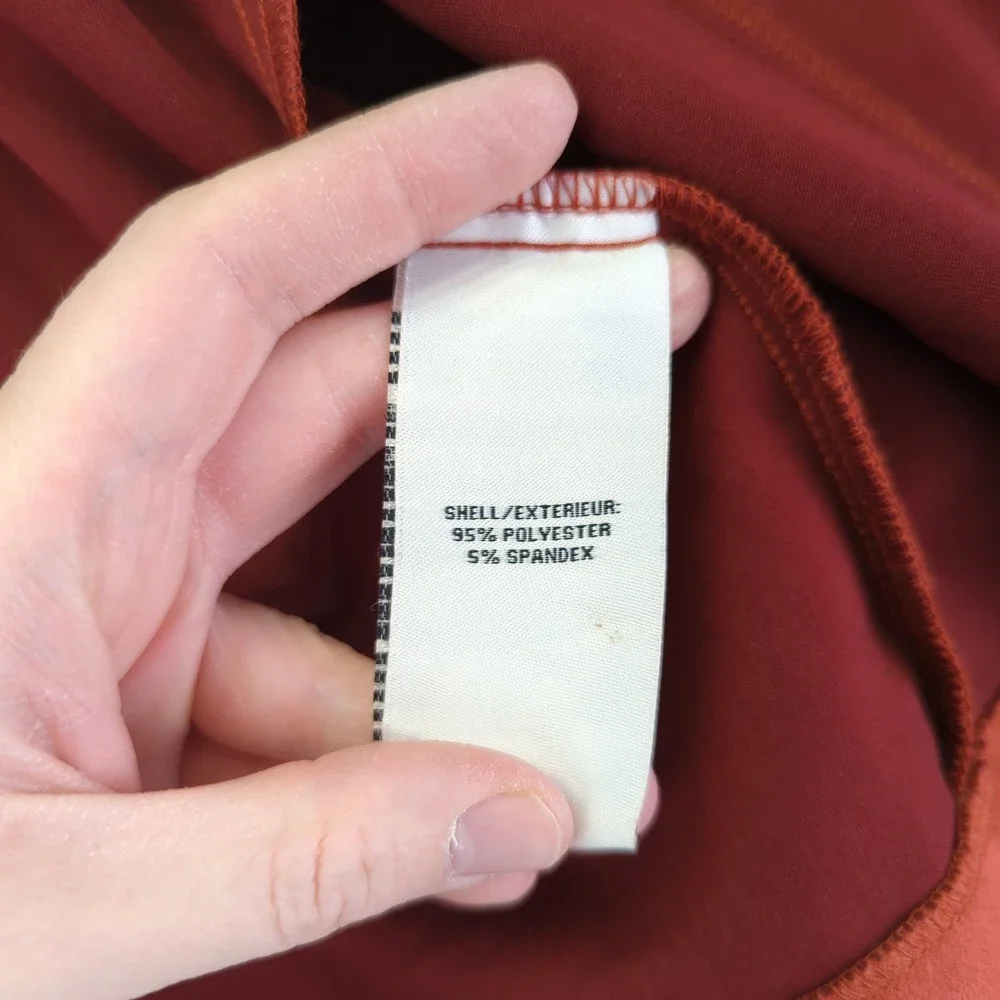 SHELL/EXTERIEUR:
95% POLYESTER
5% SPANDEX